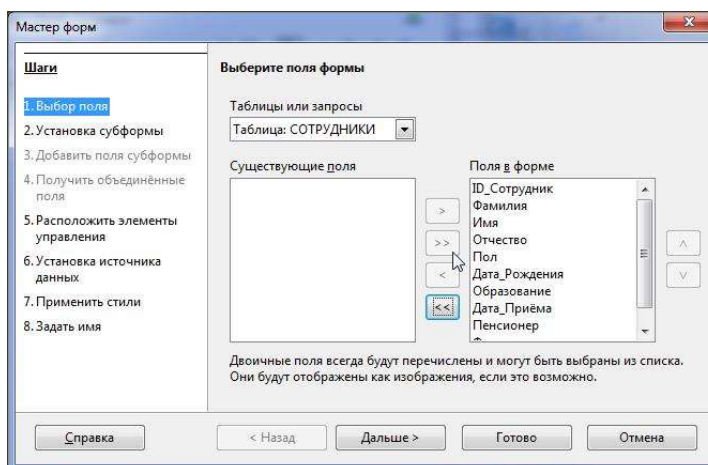 Мастер форм
Шаги
1. Выбор поля
2. Установка субформы
3. Добавить поля субформы
4. Получить объединённые
поля
5. Расположить элементы
управления
6. Установка источника
данных
7. Применить стили
8. Задать имя
Выберите поля формы
Таблицы или запросы
Таблица: СОТРУДНИКИ
Существующие поля
>
>>
<
<<
Поля в форме
ID_Сотрудник
Фамилия
Имя
Отчество
Пол
Дата_Рождения
Образование
Дата_Приёма
Пенсионер
Двоичные поля всегда будут перечислены и могут быть выбраны из списка.
Они будут отображены как изображения, если это возможно.
Справка
< Назад
Дальше >
Готово
Отмена